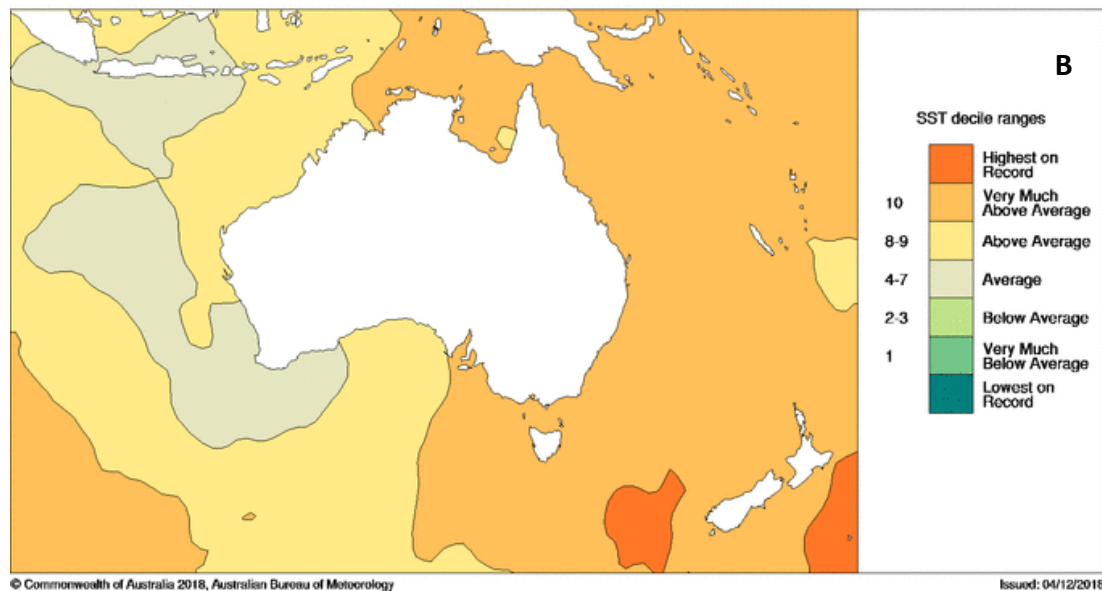 B
SST decile ranges
Highest on
Record
10
Very Much
Above Average
8-9
Above Average
4-7
Average
2-3
Below Average
1
Very Much
Below Average
Lowest on
Record
© Commonwealth of Australia 2018, Australian Bureau of Meteorology
Issued: 04/12/2018